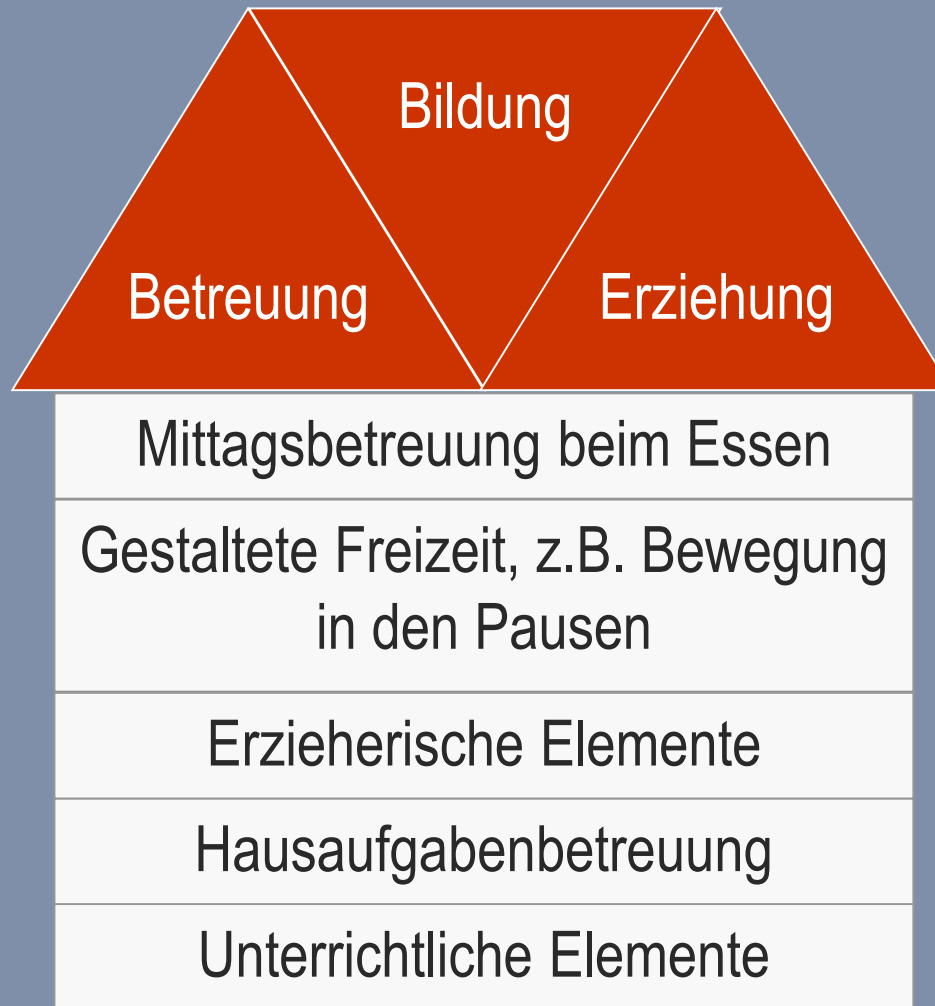 Bildung
Betreuung
Erziehung
Mittagsbetreuung beim Essen
Gestaltete Freizeit, z.B. Bewegung
in den Pausen
Erzieherische Elemente
Hausaufgabenbetreuung
Unterrichtliche Elemente